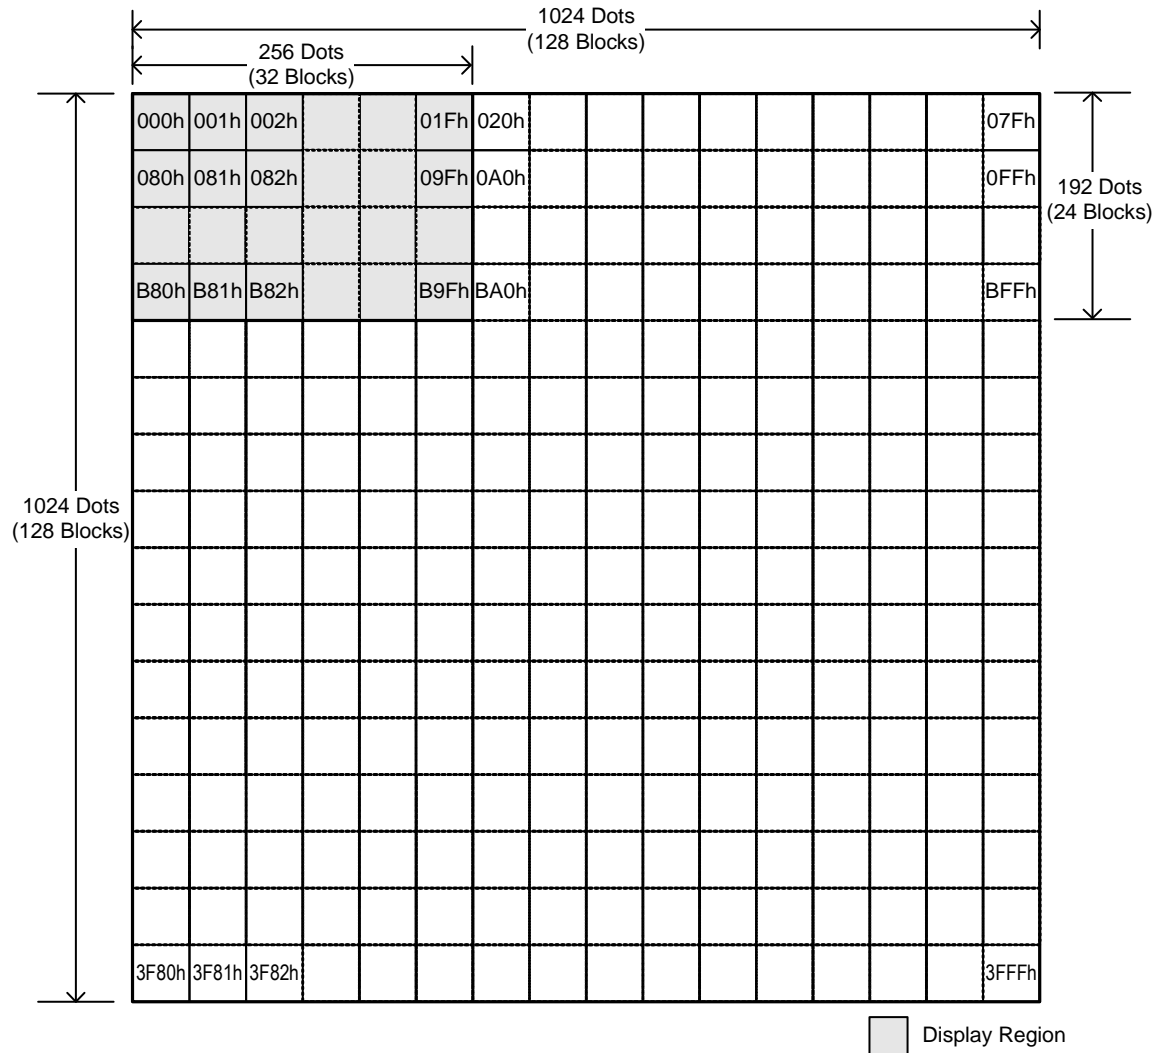 1024 Dots
(128 Blocks)
256 Dots
(32 Blocks)
000h 001h 002h 01Fh 020h 07Fh
080h 081h 082h 09Fh 0A0h 0FFh
192 Dots
(24 Blocks)
B80h B81h B82h B9Fh BA0h BFFh
1024 Dots
(128 Blocks)
3F80h 3F81h 3F82h 3FFFh
Display Region